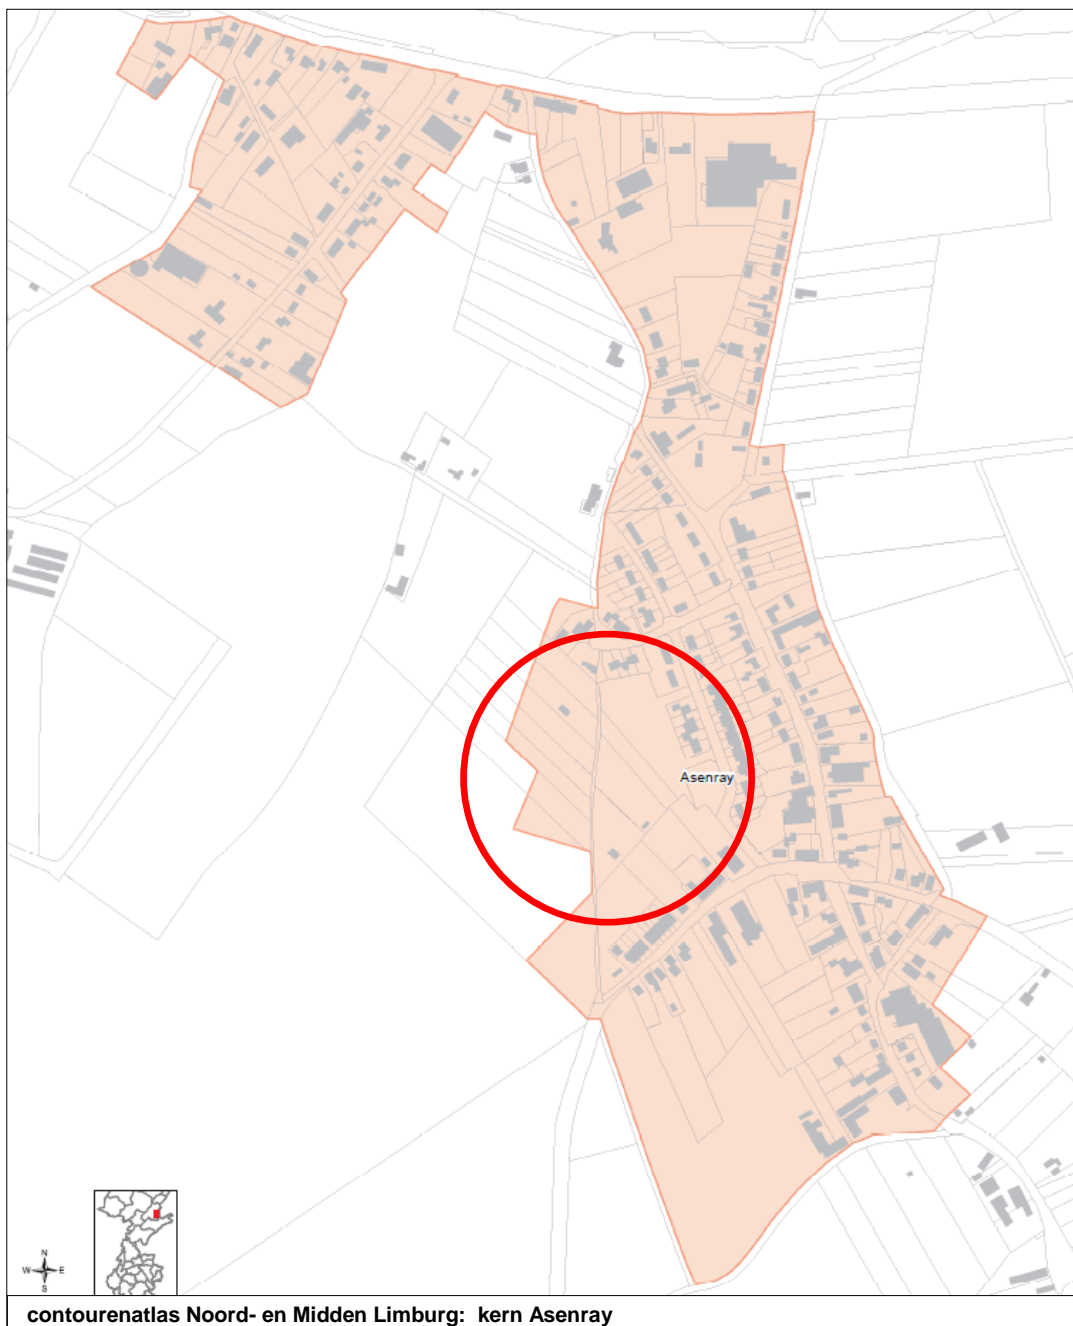 Asenray
N
W E
S
contourenatlas Noord- en Midden Limburg: kern Asenray